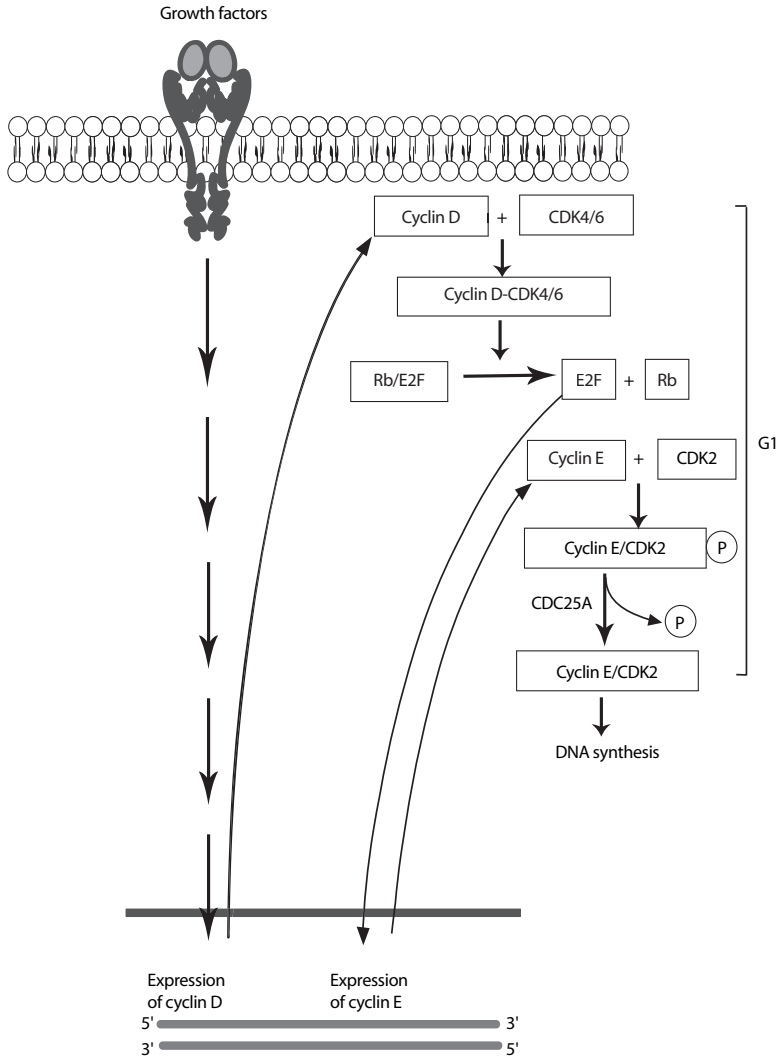 Growth factors
Cyclin D + CDK4/6
Cyclin D-CDK4/6
Rb/E2F E2F + Rb
G1
Cyclin E + CDK2
Cyclin E/CDK2 P
CDC25A P
Cyclin E/CDK2
DNA synthesis
Expression
of cyclin D
Expression
of cyclin E
5' 3'
3' 5'